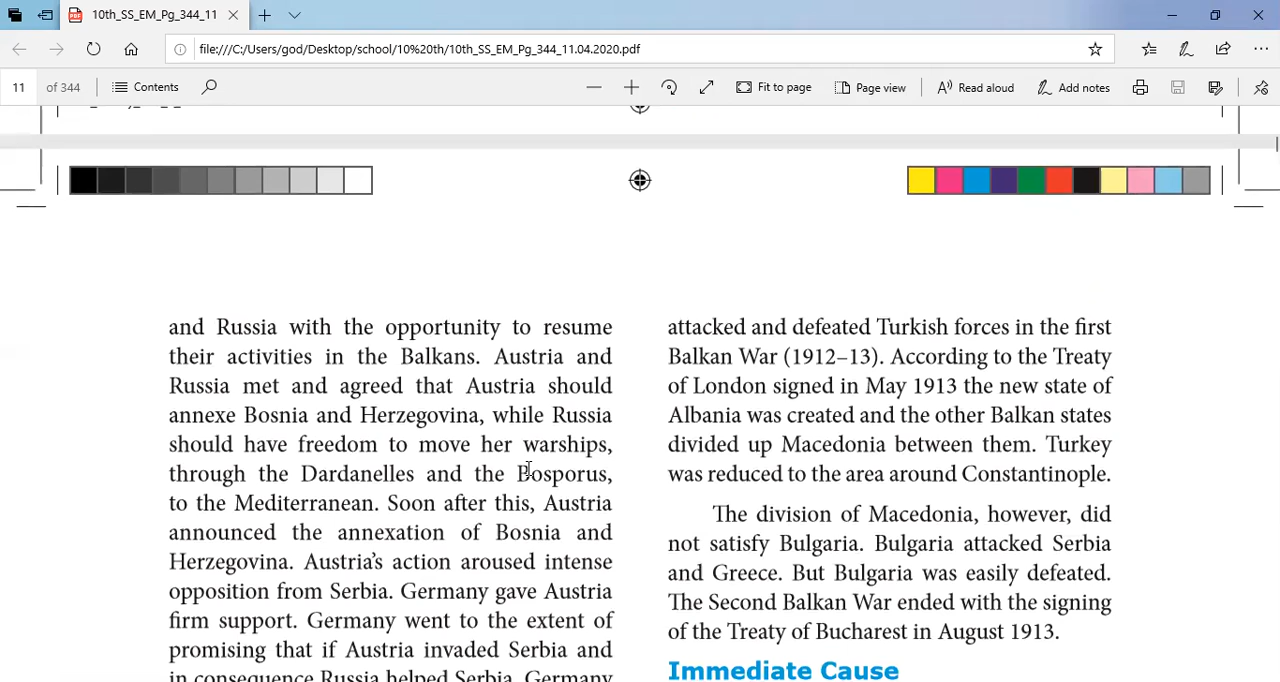 10th_SS_EM_Pg_344_11
file:///C:/Users/god/Desktop/school/10%20th/10th_SS_EM_Pg_344_11.04.2020.pdf
11 of 344 Contents Fit to page Page view Read aloud Add notes
and Russia with the opportunity to resume
their activities in the Balkans. Austria and
Russia met and agreed that Austria should
annexe Bosnia and Herzegovina, while Russia
should have freedom to move her warships,
through the Dardanelles and the Bosporus,
to the Mediterranean. Soon after this, Austria
announced the annexation of Bosnia and
Herzegovina. Austria’s action aroused intense
opposition from Serbia. Germany gave Austria
firm support. Germany went to the extent of
promising that if Austria invaded Serbia and
in consequence Russia helped Serbia, Germany
attacked and defeated Turkish forces in the first
Balkan War (1912–13). According to the Treaty
of London signed in May 1913 the new state of
Albania was created and the other Balkan states
divided up Macedonia between them. Turkey
was reduced to the area around Constantinople.
The division of Macedonia, however, did
not satisfy Bulgaria. Bulgaria attacked Serbia
and Greece. But Bulgaria was easily defeated.
The Second Balkan War ended with the signing
of the Treaty of Bucharest in August 1913.
Immediate Cause